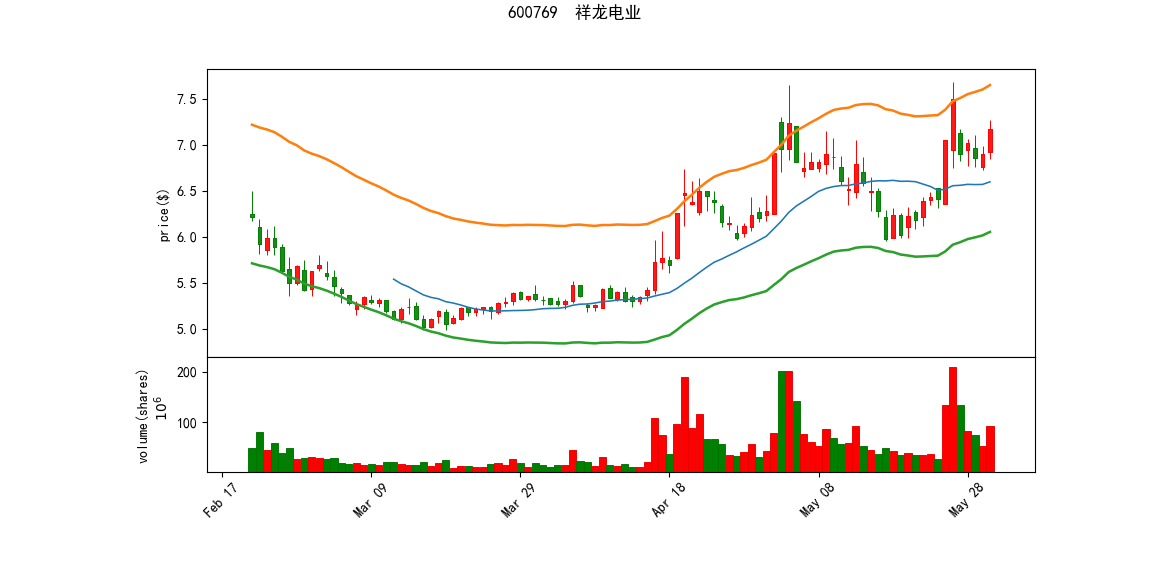 600769 祥龙电业
price($)
7.5
7.0
6.5
6.0
5.5
5.0
volume(shares)
10^6
200
100
Feb 17
Mar 09
Mar 29
Apr 18
May 08
May 28